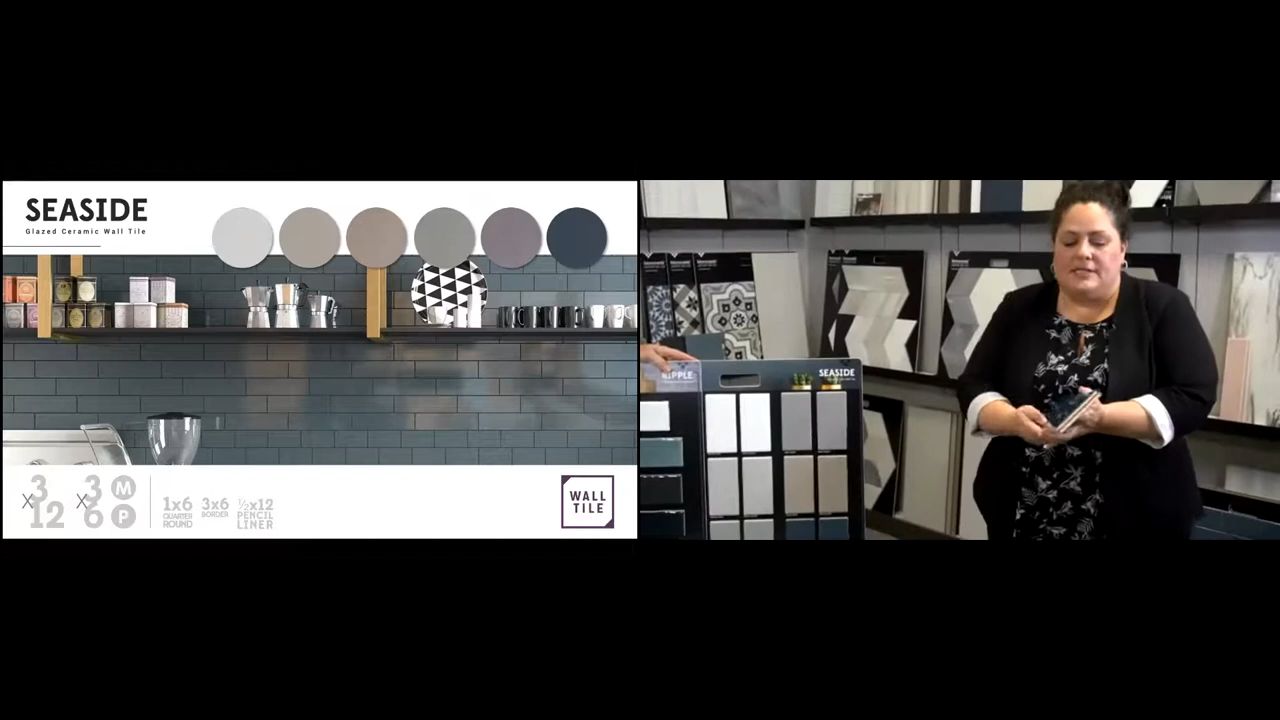 SEASIDE
Glazed Ceramic Wall Tile
3 x 12
3 x 6
M
P
1x6
QUARTER
ROUND
3x6
BORDER
½x12
PENCIL
LINER
WALL
TILE
RIPPLE
SEASIDE